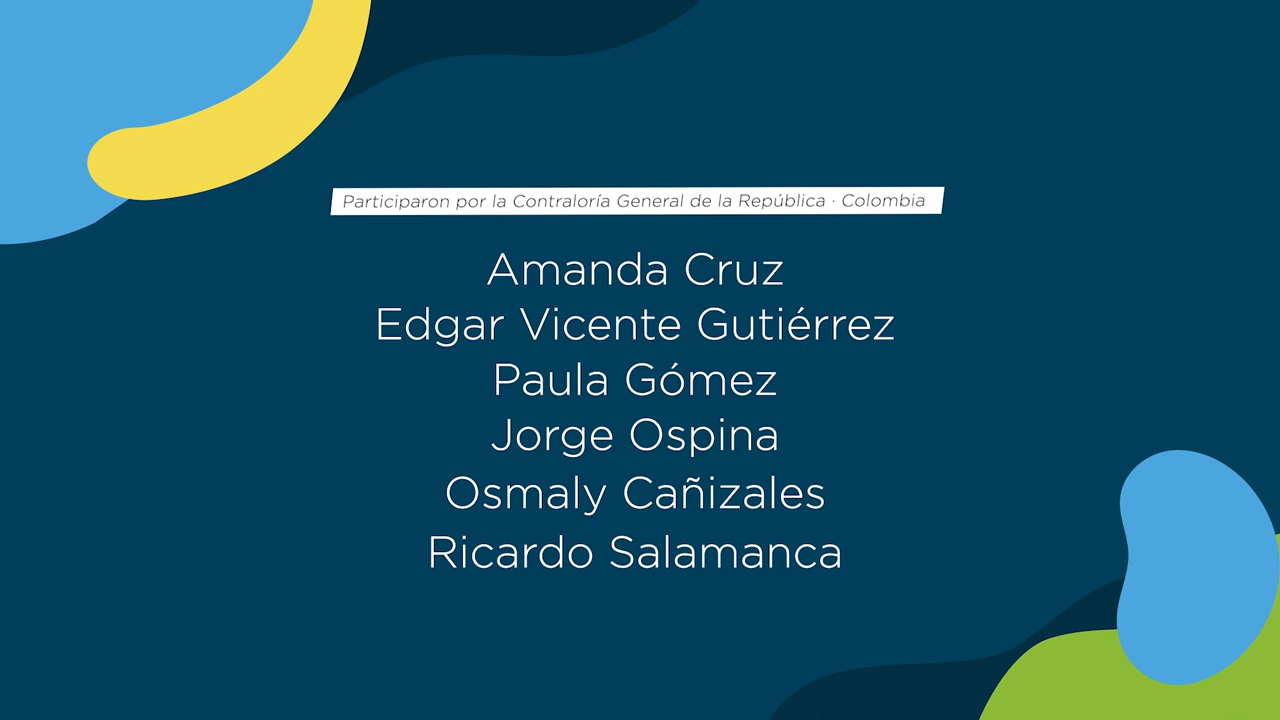 Participaron por la Contraloría General de la República · Colombia
Amanda Cruz
Edgar Vicente Gutiérrez
Paula Gómez
Jorge Ospina
Osmaly Cañizales
Ricardo Salamanca